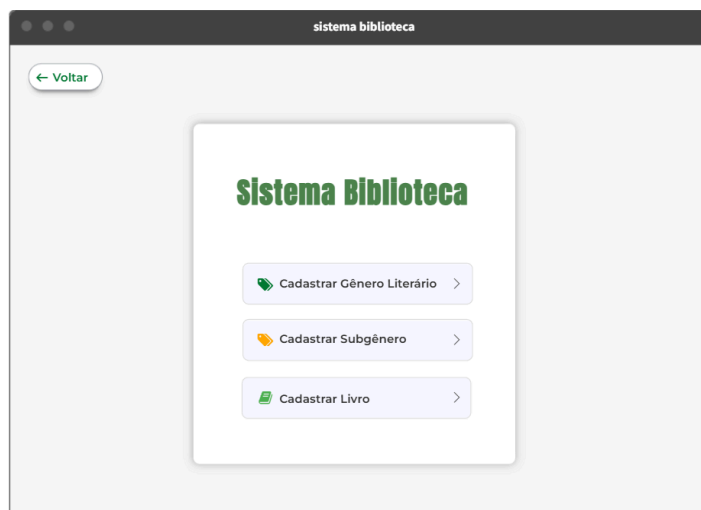 sistema biblioteca
← Voltar
Sistema Biblioteca
Cadastrar Gênero Literário
Cadastrar Subgênero
Cadastrar Livro